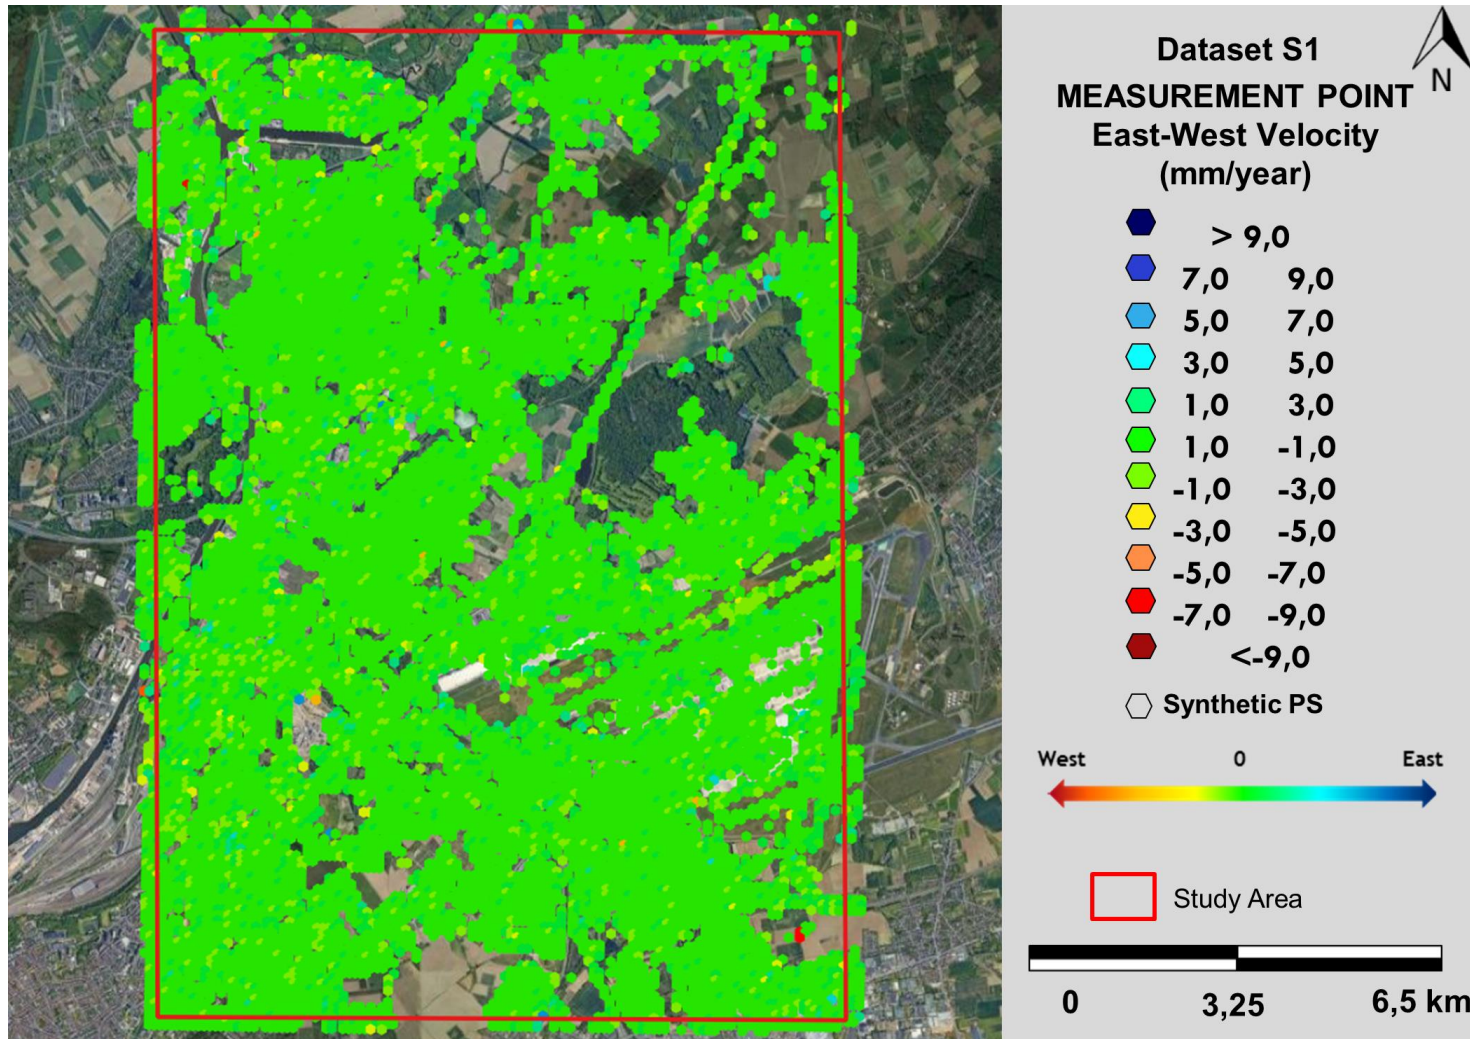 Dataset S1
N
MEASUREMENT POINT
East-West Velocity
(mm/year)
> 9,0
7,0 9,0
5,0 7,0
3,0 5,0
1,0 3,0
1,0 -1,0
-1,0 -3,0
-3,0 -5,0
-5,0 -7,0
-7,0 -9,0
<-9,0
Synthetic PS
West 0 East
Study Area
0 3,25 6,5 km